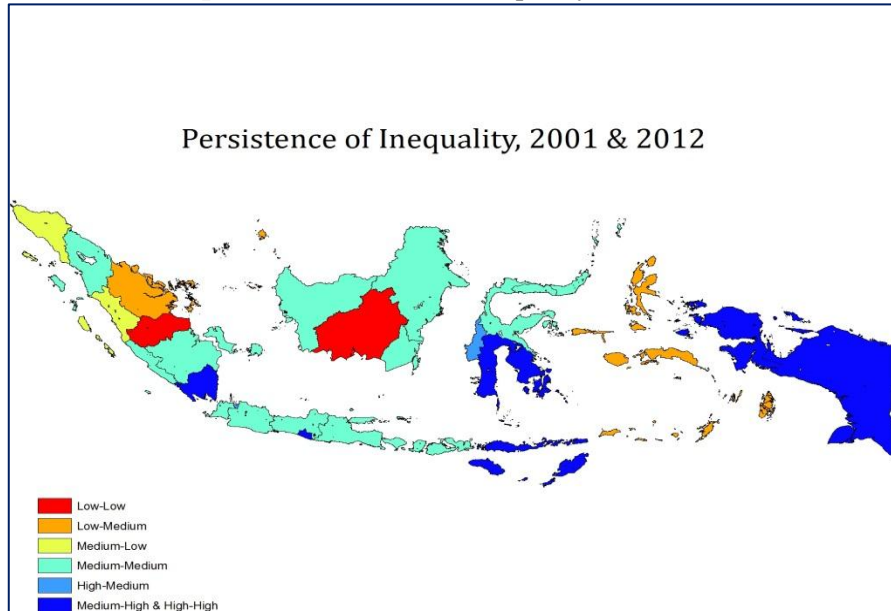 Persistence of Inequality, 2001 & 2012
Low-Low
Low-Medium
Medium-Low
Medium-Medium
High-Medium
Medium-High & High-High